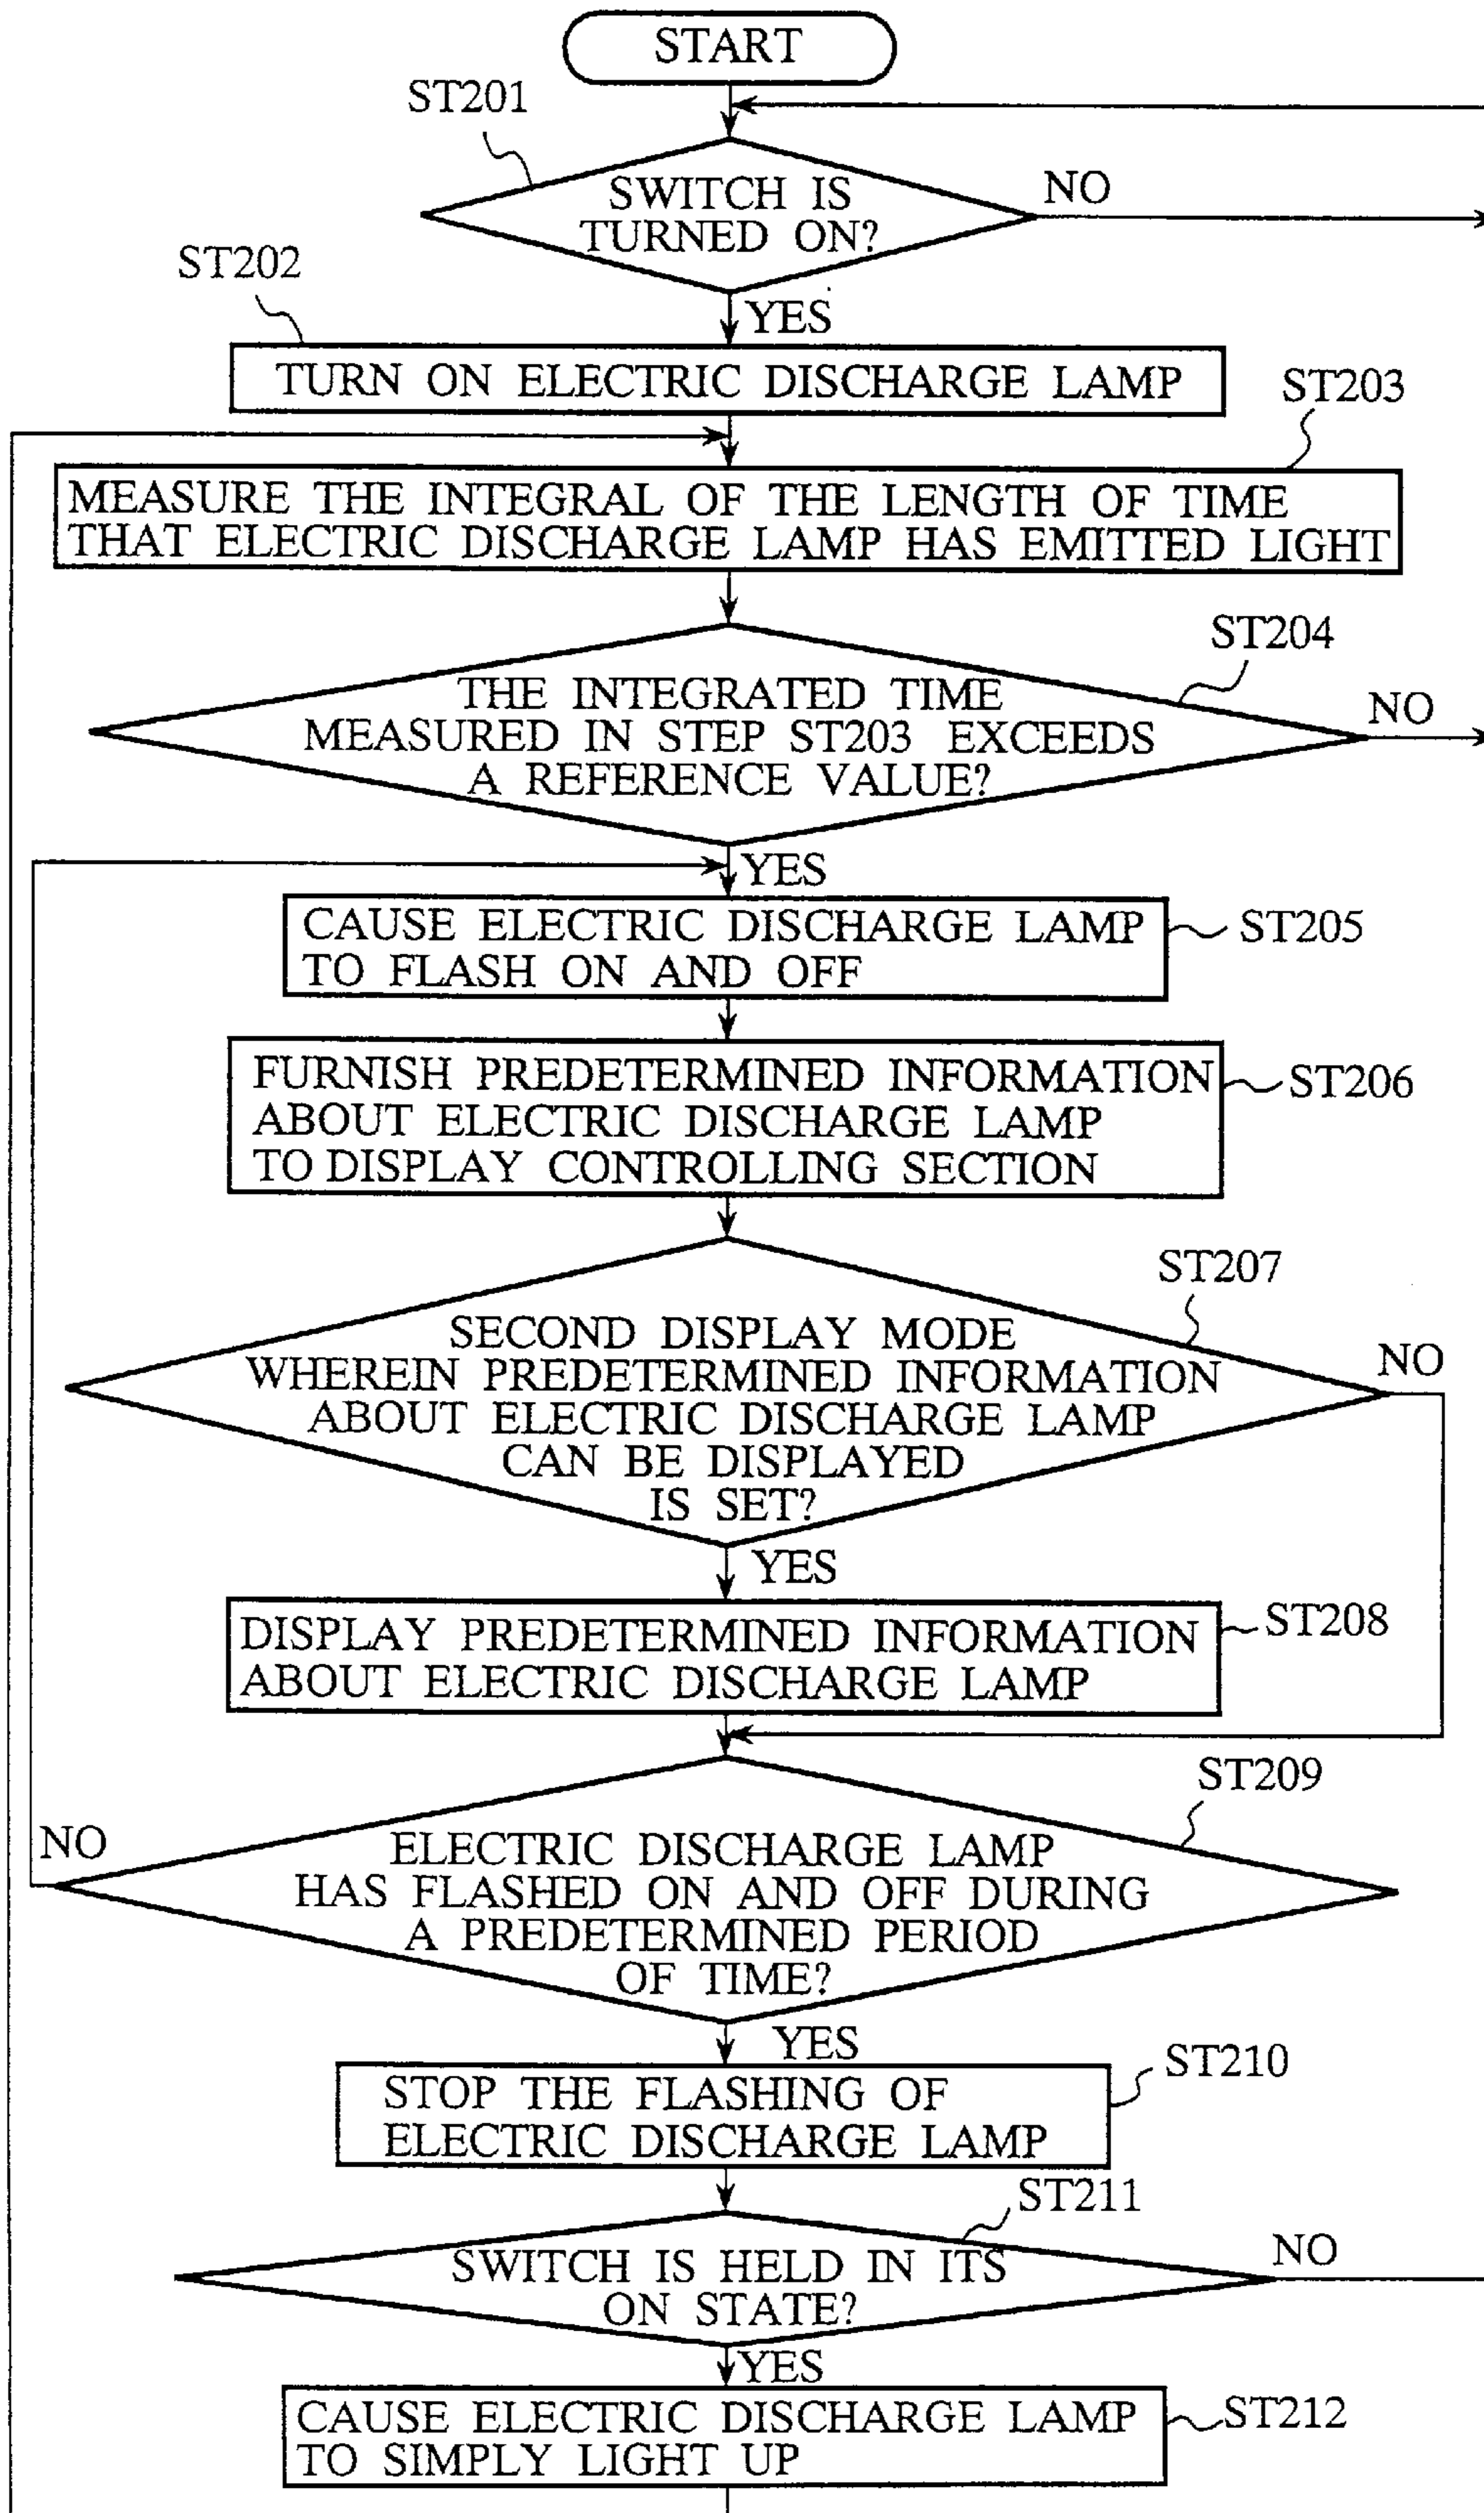 START
ST201
SWITCH IS
TURNED ON?
NO
YES
ST202
TURN ON ELECTRIC DISCHARGE LAMP
ST203
MEASURE THE INTEGRAL OF THE LENGTH OF TIME
THAT ELECTRIC DISCHARGE LAMP HAS EMITTED LIGHT
ST204
THE INTEGRATED TIME
MEASURED IN STEP ST203 EXCEEDS
A REFERENCE VALUE?
NO
YES
CAUSE ELECTRIC DISCHARGE LAMP
TO FLASH ON AND OFF
ST205
FURNISH PREDETERMINED INFORMATION
ABOUT ELECTRIC DISCHARGE LAMP
TO DISPLAY CONTROLLING SECTION
ST206
ST207
SECOND DISPLAY MODE
WHEREIN PREDETERMINED INFORMATION
ABOUT ELECTRIC DISCHARGE LAMP
CAN BE DISPLAYED
IS SET?
NO
YES
DISPLAY PREDETERMINED INFORMATION
ABOUT ELECTRIC DISCHARGE LAMP
ST208
ST209
NO
ELECTRIC DISCHARGE LAMP
HAS FLASHED ON AND OFF DURING
A PREDETERMINED PERIOD
OF TIME?
YES
ST210
STOP THE FLASHING OF
ELECTRIC DISCHARGE LAMP
ST211
SWITCH IS HELD IN ITS
ON STATE?
NO
YES
CAUSE ELECTRIC DISCHARGE LAMP
TO SIMPLY LIGHT UP
ST212